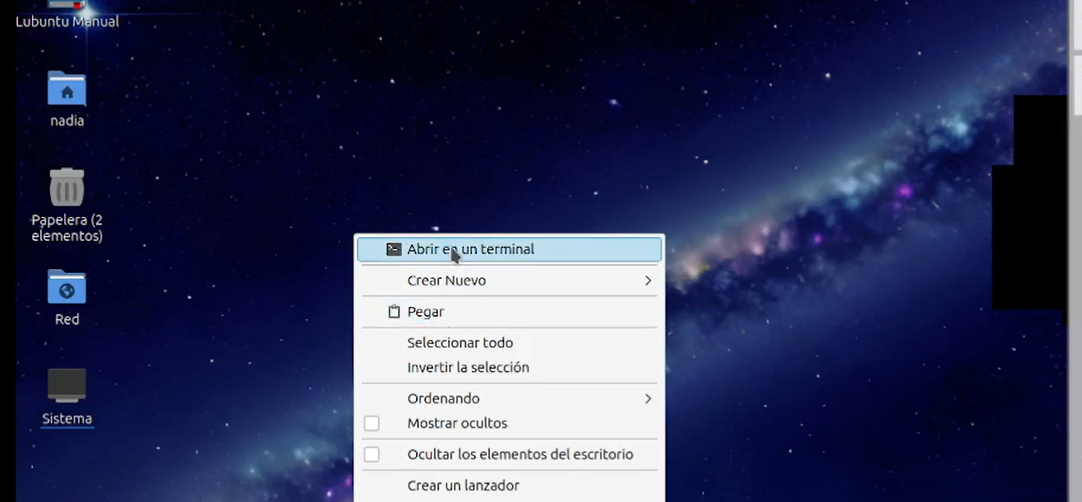 Lubuntu Manual
nadia
Papelera (2
elementos)
Red
Sistema
Abrir en un terminal
Crear Nuevo
Pegar
Seleccionar todo
Invertir la selección
Ordenando
Mostrar ocultos
Ocultar los elementos del escritorio
Crear un lanzador